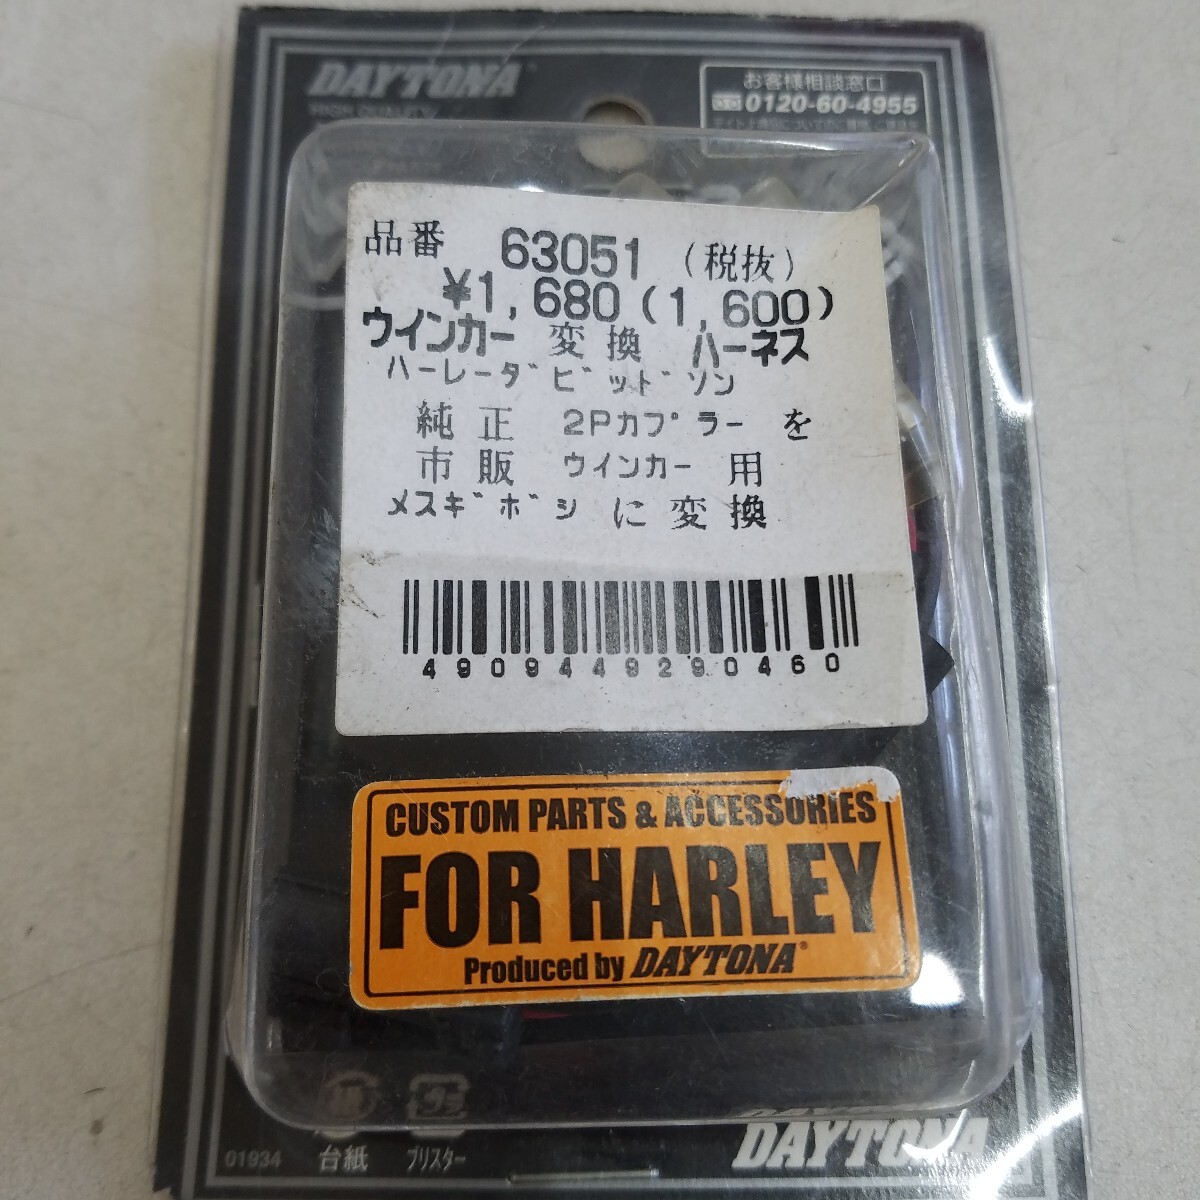 DAYTONA
HIGH QUALITY
お客様相談窓口
0120-60-4955
品番 63051 (税抜)
¥1,680(1,600)
ウインカー 変換 ハーネス
ハーレーダビットドソン
純正 2Pカプラー を
市販 ウインカー 用
メスギボシ に変換
4909449290460
CUSTOM PARTS & ACCESSORIES
FOR HARLEY
Produced by DAYTONA
01934 台紙 ブリスター
DAYTONA